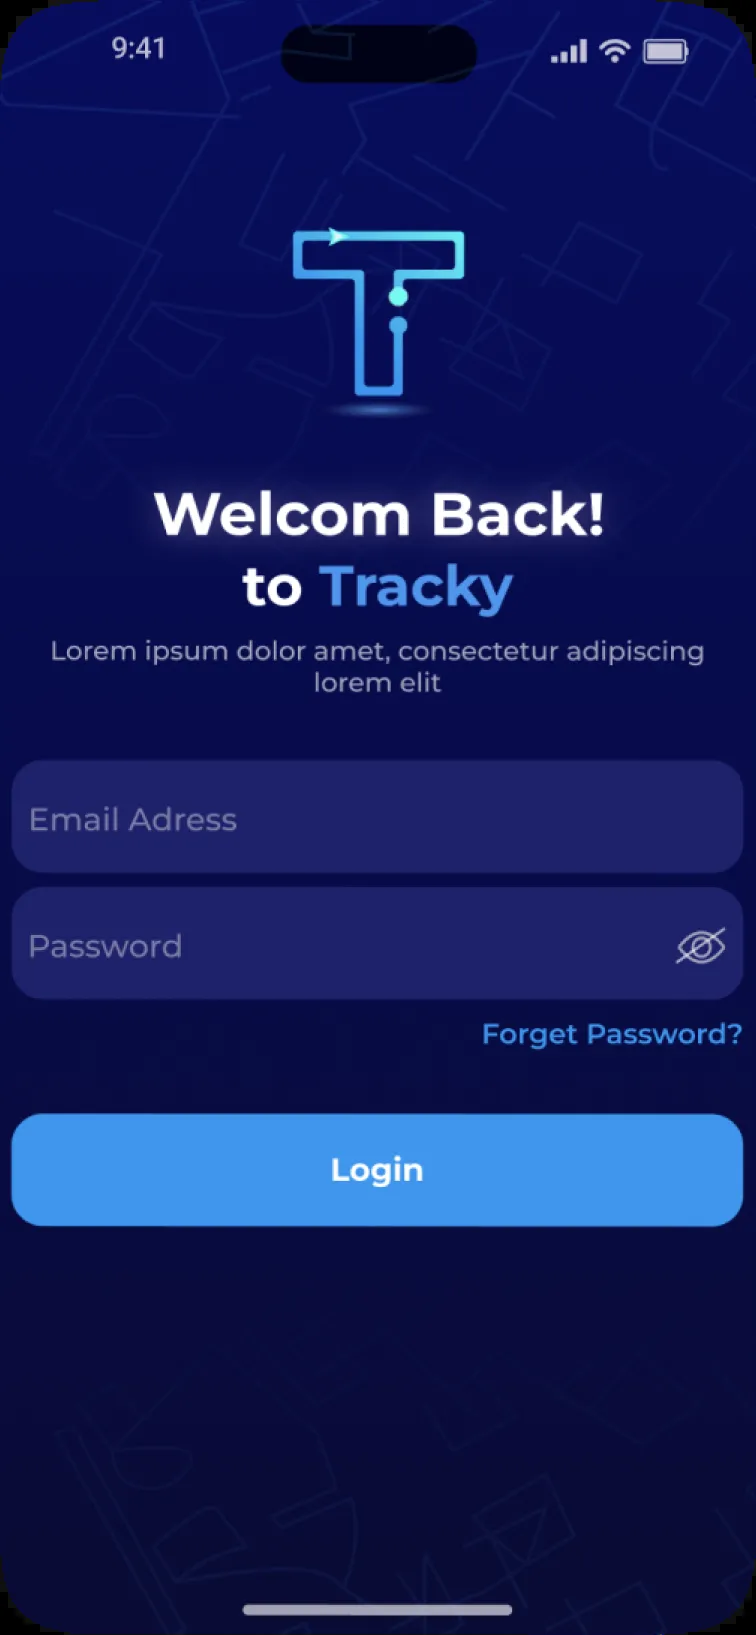 9:41
Welcom Back!
to Tracky
Lorem ipsum dolor amet, consectetur adipiscing
lorem elit
Email Adress
Password
Forget Password?
Login